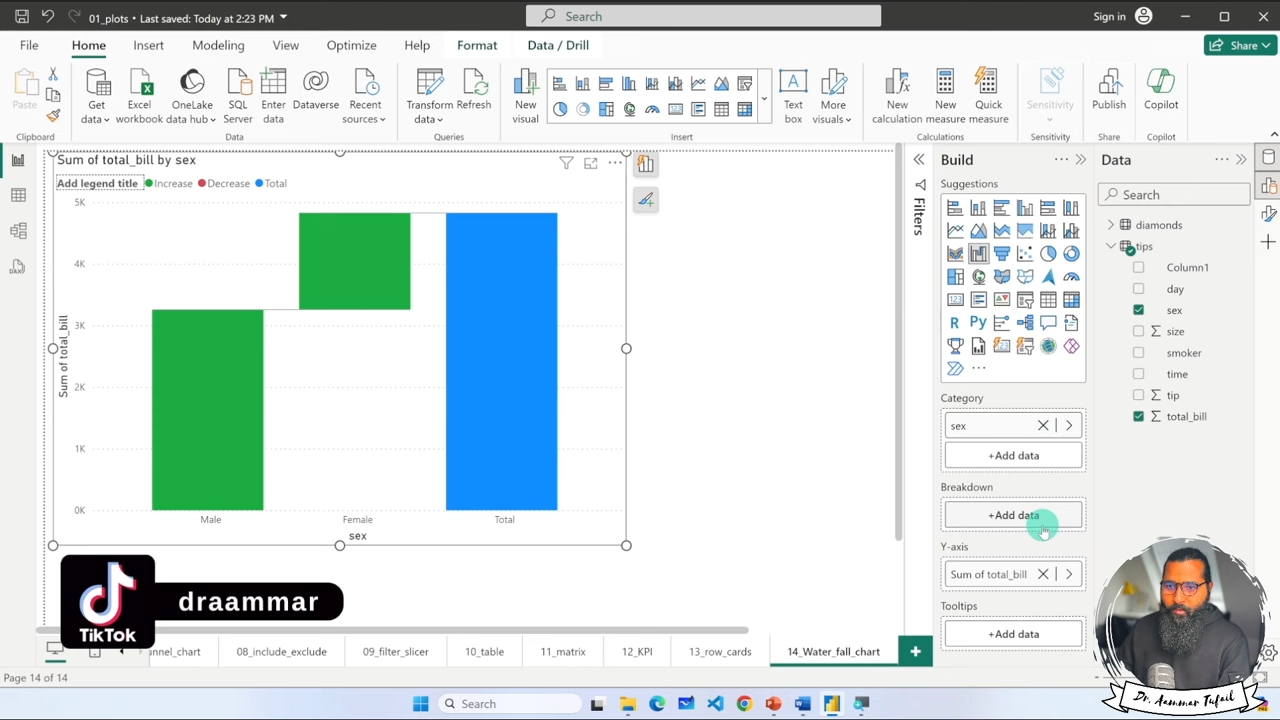 01_plots • Last saved: Today at 2:23 PM
Search
Sign in
File
Home
Insert
Modeling
View
Optimize
Help
Format
Data / Drill
Share
Paste
Get data
Excel workbook
OneLake data hub
SQL Server
Enter data
Dataverse
Recent sources
Transform data
Refresh
New visual
Text box
More visuals
New calculation
New measure
Quick measure
Sensitivity
Publish
Copilot
Clipboard
Data
Queries
Insert
Calculations
Sensitivity
Share
Copilot
Sum of total_bill by sex
Add legend title
Increase
Decrease
Total
5K
4K
3K
2K
1K
0K
Sum of total_bill
Male
Female
Total
sex
Filters
Build
Suggestions
R
Py
Category
sex
+Add data
Breakdown
+Add data
Y-axis
Sum of total_bill
Tooltips
+Add data
Data
Search
diamonds
tips
Column1
day
sex
size
smoker
time
tip
total_bill
TikTok
draammar
nnel_chart
08_include_exclude
09_filter_slicer
10_table
11_matrix
12_KPI
13_row_cards
14_Water_fall_chart
Page 14 of 14
Search
Dr. Aammar Tufail